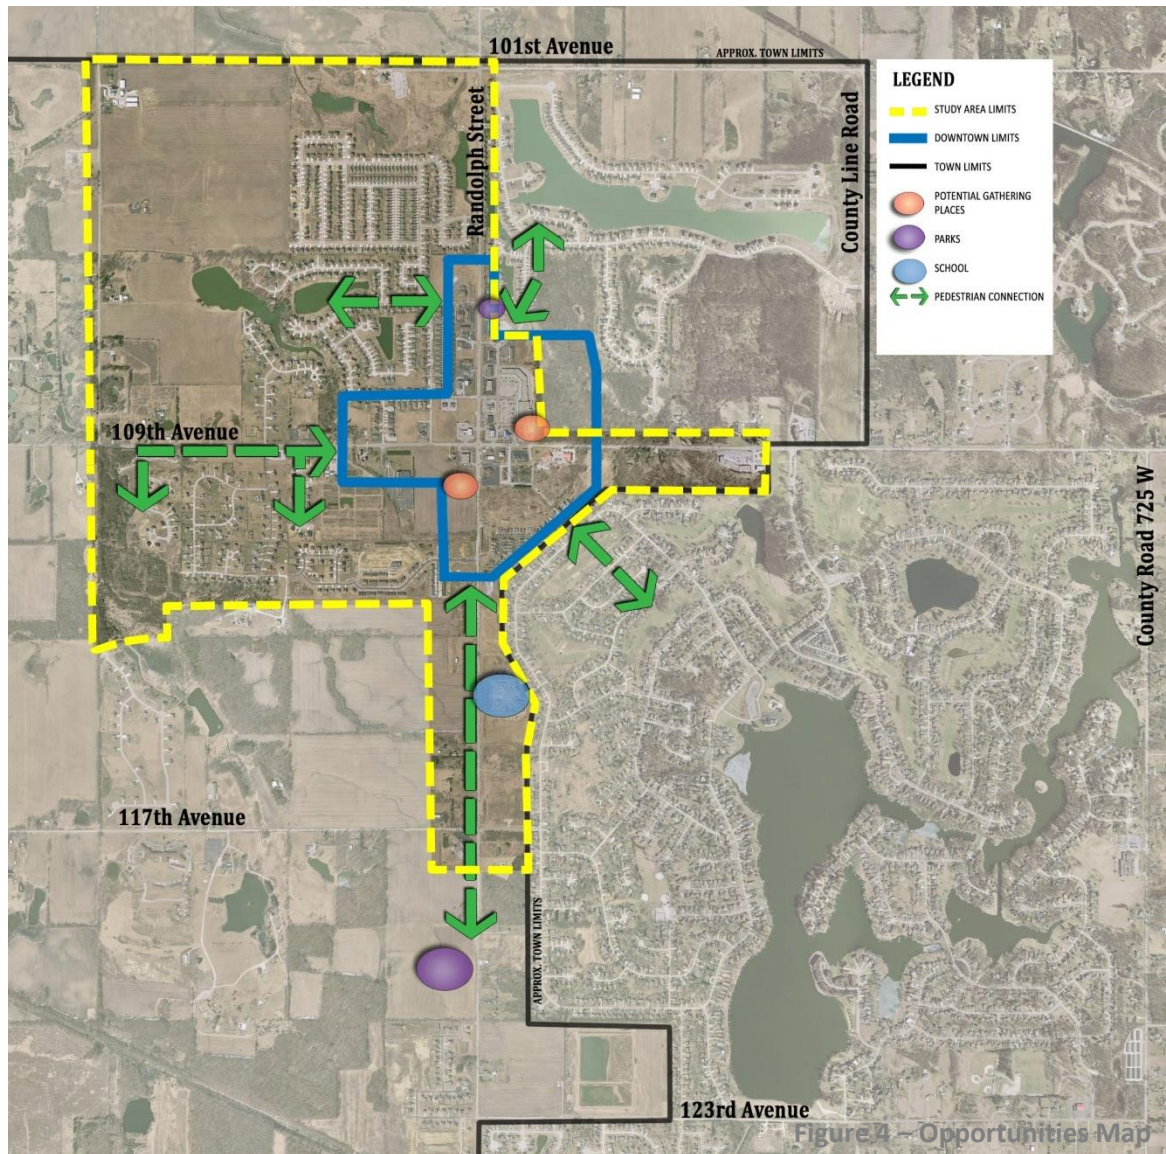 101st Avenue
APPROX. TOWN LIMITS
Randolph Street
County Line Road
LEGEND
STUDY AREA LIMITS
DOWNTOWN LIMITS
TOWN LIMITS
POTENTIAL GATHERING
PLACES
PARKS
SCHOOL
PEDESTRIAN CONNECTION
109th Avenue
County Road 725 W
117th Avenue
APPROX. TOWN LIMITS
123rd Avenue
Figure 4 – Opportunities Map